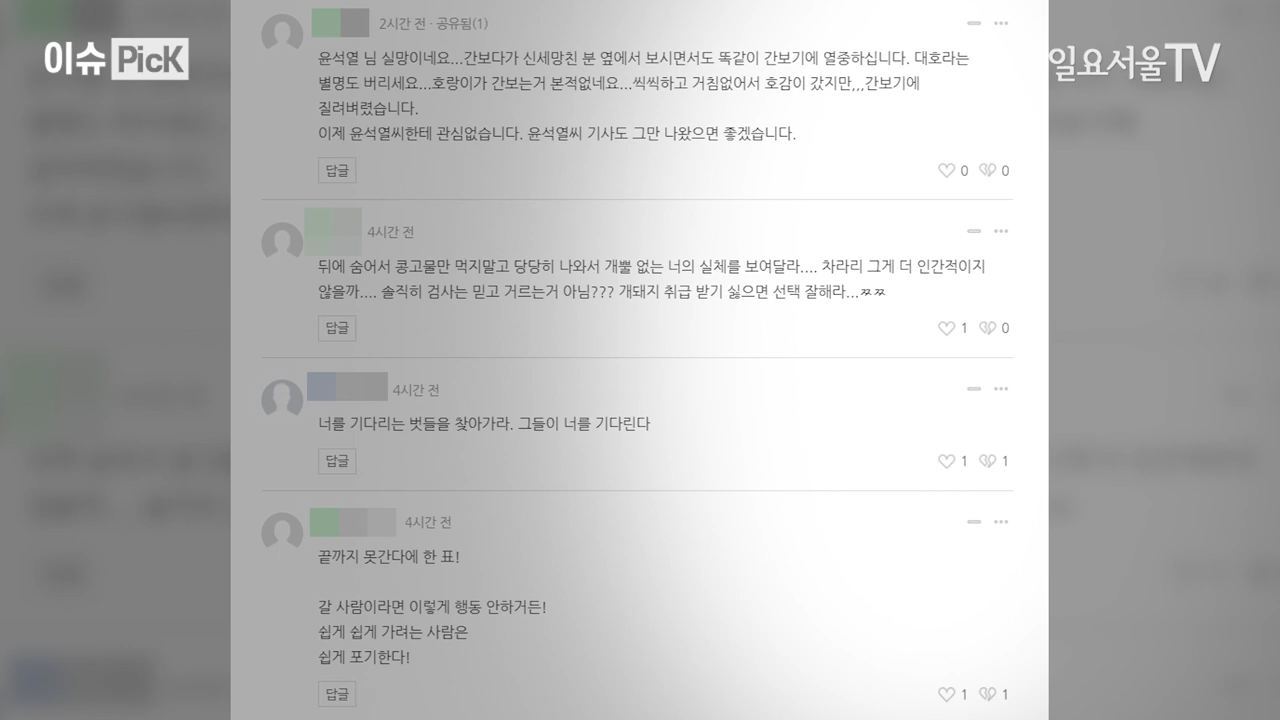 이슈 PicK
일요서울TV
2시간 전 · 공유됨(1)
윤석열 님 실망이네요...간보다가 신세망친 분 옆에서 보시면서도 똑같이 간보기에 열중하십니다. 대호라는
별명도 버리세요...호랑이가 간보는거 본적없네요...씩씩하고 거침없어서 호감이 갔지만,,,간보기에
질려벼렸습니다.
이제 윤석열씨한테 관심없습니다. 윤석열씨 기사도 그만 나왔으면 좋겠습니다.
답글
0 0
4시간 전
뒤에 숨어서 콩고물만 먹지말고 당당히 나와서 개뿔 없는 너의 실체를 보여달라.... 차라리 그게 더 인간적이지
않을까.... 솔직히 검사는 믿고 거르는거 아님??? 개돼지 취급 받기 싫으면 선택 잘해라...ㅉㅉ
답글
1 0
4시간 전
너를 기다리는 벗들을 찾아가라. 그들이 너를 기다린다
답글
1 1
4시간 전
끝까지 못간다에 한 표!
갈 사람이라면 이렇게 행동 안하거든!
쉽게 쉽게 가려는 사람은
쉽게 포기한다!
답글
1 1